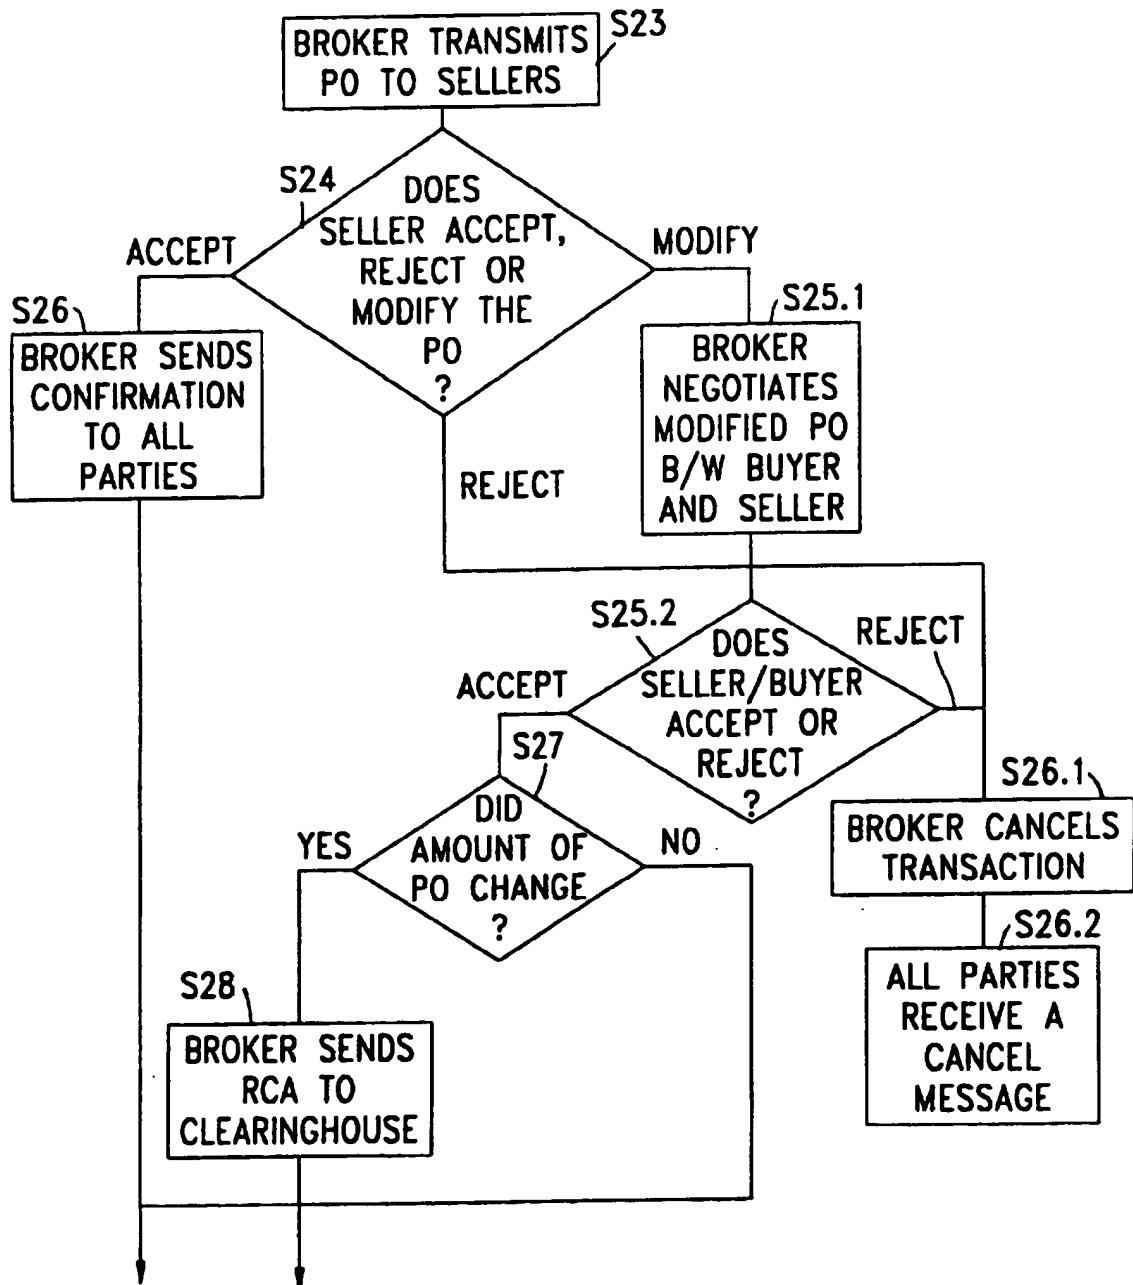 BROKER TRANSMITS
PO TO SELLERS
S23
S24
DOES
SELLER ACCEPT,
REJECT OR
MODIFY THE
PO
?
ACCEPT
MODIFY
REJECT
S26
BROKER SENDS
CONFIRMATION
TO ALL
PARTIES
S25.1
BROKER
NEGOTIATES
MODIFIED PO
B/W BUYER
AND SELLER
S25.2
DOES
SELLER/BUYER
ACCEPT OR
REJECT
?
ACCEPT
REJECT
S27
DID
AMOUNT OF
PO CHANGE
?
YES
NO
S26.1
BROKER CANCELS
TRANSACTION
S26.2
ALL PARTIES
RECEIVE A
CANCEL
MESSAGE
S28
BROKER SENDS
RCA TO
CLEARINGHOUSE